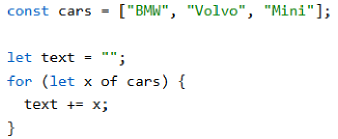 const cars = ["BMW", "Volvo", "Mini"];

let text = "";
for (let x of cars) {
  text += x;
}